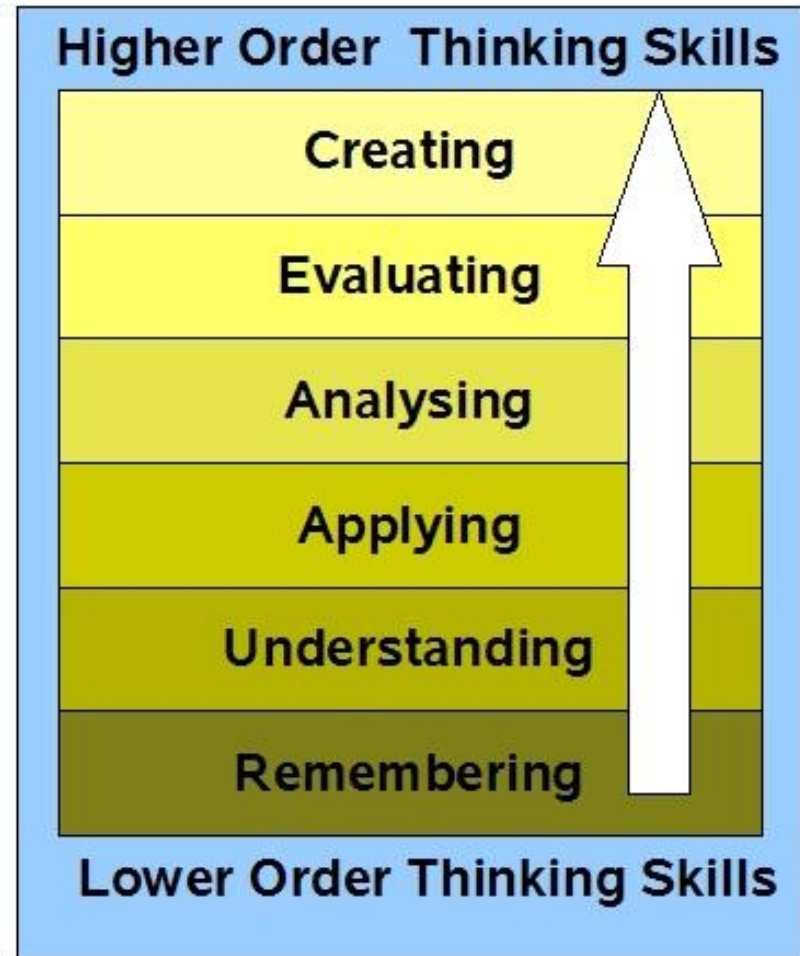 Higher Order Thinking Skills
Creating
Evaluating
Analysing
Applying
Understanding
Remembering
Lower Order Thinking Skills